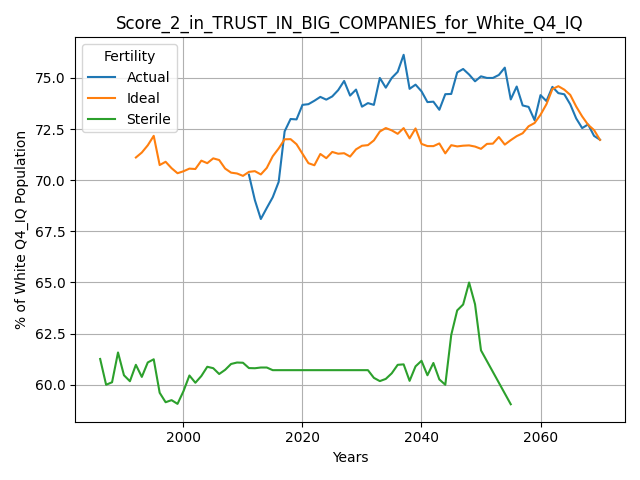 Score_2_in_TRUST_IN_BIG_COMPANIES_for_White_Q4_IQ
Fertility
Actual
Ideal
Sterile
% of White Q4_IQ Population
75.0
72.5
70.0
67.5
65.0
62.5
60.0
2000
2020
2040
2060
Years